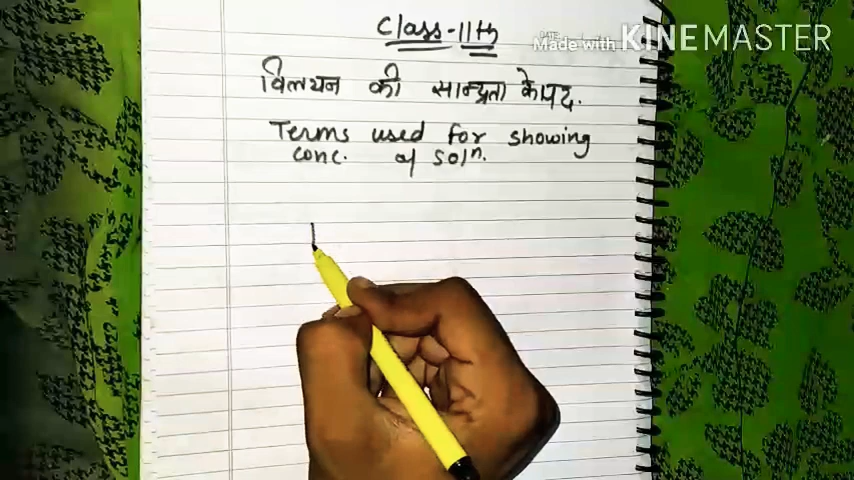 Class-11th
Made with KINEMASTER
विलयन की सान्द्रता के पद.
Terms used for showing
conc. of solⁿ.